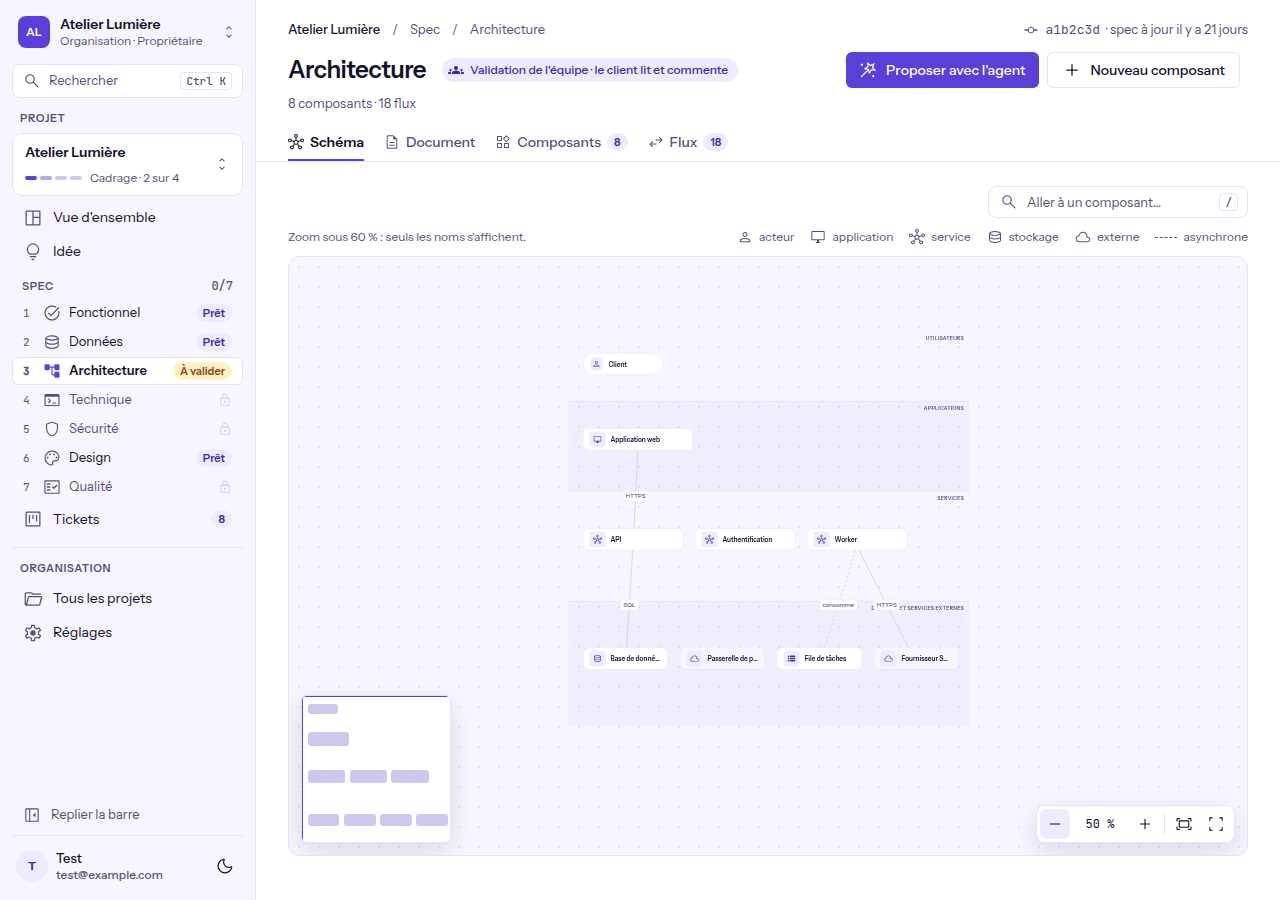 AL
Atelier Lumière
Organisation · Propriétaire
Rechercher
Ctrl K
PROJET
Atelier Lumière
Cadrage · 2 sur 4
Vue d'ensemble
Idée
SPEC
0/7
1 Fonctionnel Prêt
2 Données Prêt
3 Architecture À valider
4 Technique
5 Sécurité
6 Design Prêt
7 Qualité
Tickets 8
ORGANISATION
Tous les projets
Réglages
Replier la barre
T
Test
test@example.com
Atelier Lumière / Spec / Architecture
a1b2c3d · spec à jour il y a 21 jours
Architecture
Validation de l'équipe · le client lit et commente
Proposer avec l'agent
Nouveau composant
8 composants · 18 flux
Schéma
Document
Composants 8
Flux 18
Aller à un composant…
/
Zoom sous 60 % : seuls les noms s'affichent.
acteur
application
service
stockage
externe
asynchrone
UTILISATEURS
Client
APPLICATIONS
Application web
HTTPS
SERVICES
API
Authentification
Worker
SQL
consomme
HTTPS
ET SERVICES EXTERNES
Base de donné…
Passerelle de p…
File de tâches
Fournisseur S…
50 %